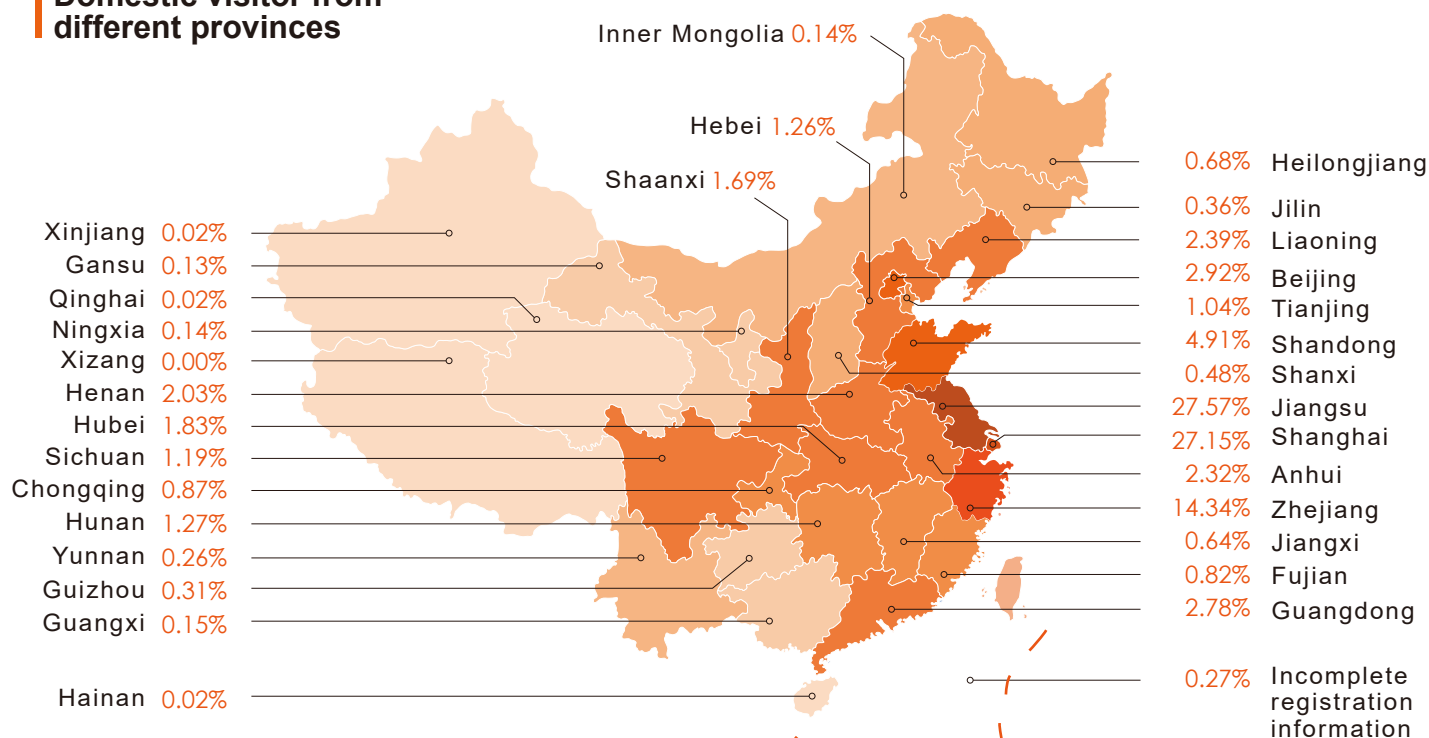 Domestic visitor from
different provinces
Inner Mongolia 0.14%
Hebei 1.26%
Shaanxi 1.69%
Xinjiang 0.02%
Gansu 0.13%
Qinghai 0.02%
Ningxia 0.14%
Xizang 0.00%
Henan 2.03%
Hubei 1.83%
Sichuan 1.19%
Chongqing 0.87%
Hunan 1.27%
Yunnan 0.26%
Guizhou 0.31%
Guangxi 0.15%
Hainan 0.02%
0.68% Heilongjiang
0.36% Jilin
2.39% Liaoning
2.92% Beijing
1.04% Tianjing
4.91% Shandong
0.48% Shanxi
27.57% Jiangsu
27.15% Shanghai
2.32% Anhui
14.34% Zhejiang
0.64% Jiangxi
0.82% Fujian
2.78% Guangdong
0.27% Incomplete
registration
information